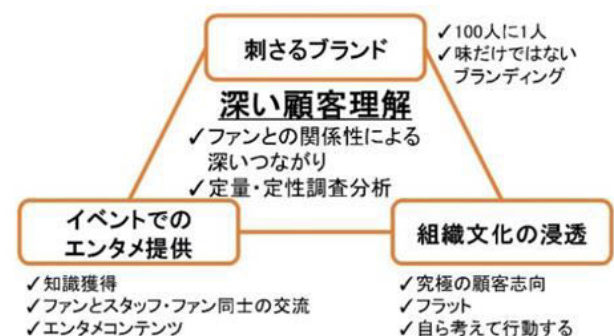 刺さるブランド
✓100人に1人
✓味だけではない
ブランディング
深い顧客理解
✓ファンとの関係性による
深いつながり
✓定量・定性調査分析
イベントでの
エンタメ提供
✓知識獲得
✓ファンとスタッフ・ファン同士の交流
✓エンタメコンテンツ
組織文化の浸透
✓究極の顧客志向
✓フラット
✓自ら考えて行動する